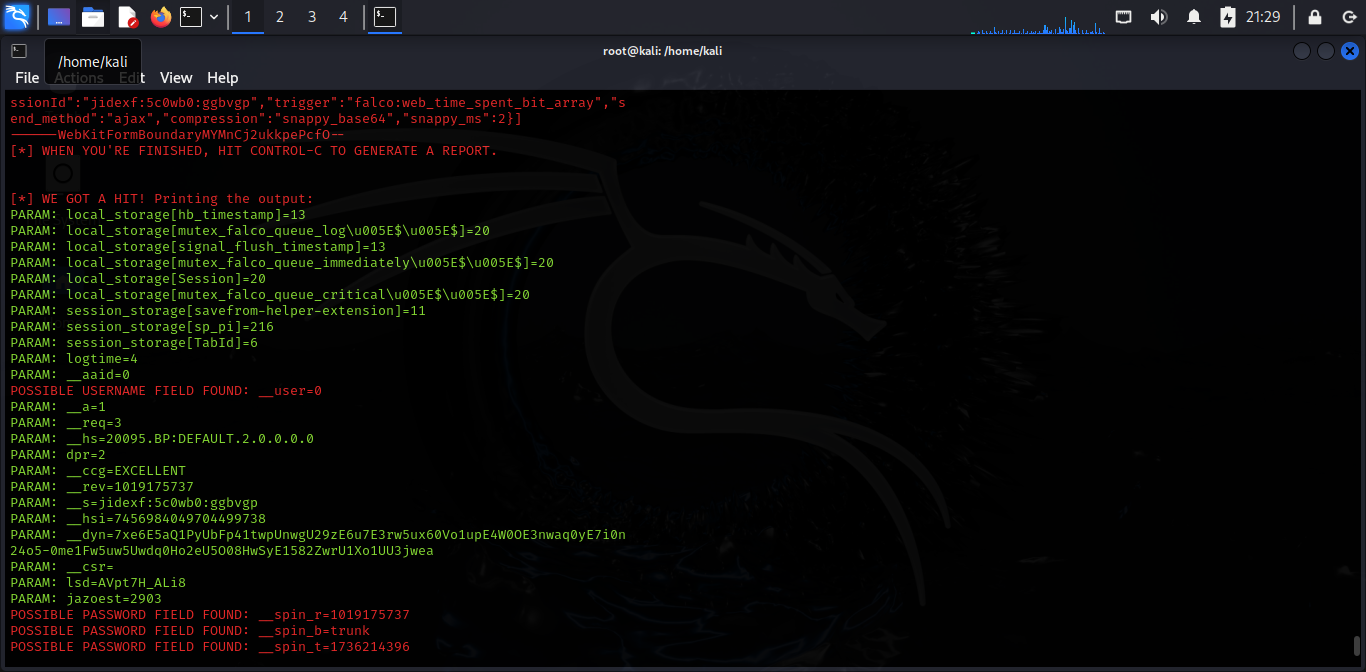 1 2 3 4 21:29
root@kali: /home/kali
/home/kali
File Actions Edit View Help
ssionId":"jidexf:5c0wb0:ggbvgp","trigger":"falco:web_time_spent_bit_array","s
end_method":"ajax","compression":"snappy_base64","snappy_ms":2}]
------WebKitFormBoundaryMYMnCj2ukkpePcfO--
[*] WHEN YOU'RE FINISHED, HIT CONTROL-C TO GENERATE A REPORT.
[*] WE GOT A HIT! Printing the output:
PARAM: local_storage[hb_timestamp]=13
PARAM: local_storage[mutex_falco_queue_log\u005E$\u005E$]=20
PARAM: local_storage[signal_flush_timestamp]=13
PARAM: local_storage[mutex_falco_queue_immediately\u005E$\u005E$]=20
PARAM: local_storage[Session]=20
PARAM: local_storage[mutex_falco_queue_critical\u005E$\u005E$]=20
PARAM: session_storage[savefrom-helper-extension]=11
PARAM: session_storage[sp_pi]=216
PARAM: session_storage[TabId]=6
PARAM: logtime=4
PARAM: __aaid=0
POSSIBLE USERNAME FIELD FOUND: __user=0
PARAM: __a=1
PARAM: __req=3
PARAM: __hs=20095.BP:DEFAULT.2.0.0.0.0
PARAM: dpr=2
PARAM: __ccg=EXCELLENT
PARAM: __rev=1019175737
PARAM: __s=jidexf:5c0wb0:ggbvgp
PARAM: __hsi=7456984049704499738
PARAM: __dyn=7xe6E5aQ1PyUbFp41twpUnwgU29zE6u7E3rw5ux60Vo1upE4W0OE3nwaq0yE7i0n
24o5-0me1Fw5uw5Uwdq0Ho2eU5O08HwSyE1582ZwrU1Xo1UU3jwea
PARAM: __csr=
PARAM: lsd=AVpt7H_ALi8
PARAM: jazoest=2903
POSSIBLE PASSWORD FIELD FOUND: __spin_r=1019175737
POSSIBLE PASSWORD FIELD FOUND: __spin_b=trunk
POSSIBLE PASSWORD FIELD FOUND: __spin_t=1736214396